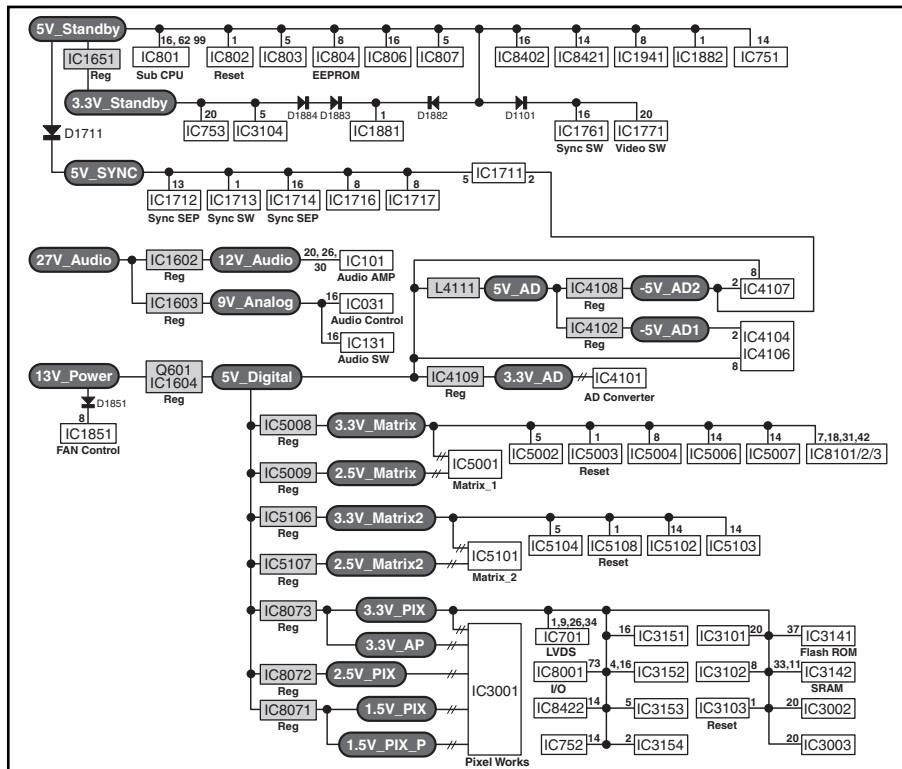 5V_Standby
16, 62 99 1 5 8 16 5 16 14 8 1 14
IC1651 IC801 IC802 IC803 IC804 IC806 IC807 IC8402 IC8421 IC1941 IC1882 IC751
Reg Sub CPU Reset EEPROM
3.3V_Standby
20 5 D1884 D1883 1 D1882 D1101 16 20
D1711 IC753 IC3104 IC1881 IC1761 IC1771
Sync SW Video SW
5V_SYNC 5 IC1711 2
13 1 16 8 8
IC1712 IC1713 IC1714 IC1716 IC1717
Sync SEP Sync SW Sync SEP
27V_Audio IC1602 12V_Audio 20, 26, 30 IC101
Reg Audio AMP
IC1603 9V_Analog 16 IC031
Reg Audio Control
16 IC131
Audio SW
L4111 5V_AD IC4108 -5V_AD2 2 8 IC4107
Reg
IC4102 -5V_AD1 2 IC4104
Reg IC4106
8
13V_Power Q601 IC1604 5V_Digital IC4109 3.3V_AD IC4101
Reg Reg AD Converter
D1851
8
IC1851
FAN Control
IC5008 3.3V_Matrix 5 1 8 14 14 7,18,31,42
Reg IC5002 IC5003 IC5004 IC5006 IC5007 IC8101/2/3
Reset
IC5009 2.5V_Matrix IC5001
Reg Matrix_1
IC5106 3.3V_Matrix2 5 1 14 14
Reg IC5104 IC5108 IC5102 IC5103
Reset
IC5107 2.5V_Matrix2 IC5101
Reg Matrix_2
IC8073 3.3V_PIX
Reg
3.3V_AP
IC8072 2.5V_PIX
Reg
IC8071 1.5V_PIX
Reg
1.5V_PIX_P
IC3001
Pixel Works
1,9,26,34
IC701 16 IC3151 IC3101 20 37 IC3141
LVDS Flash ROM
IC8001 73 4,16 IC3152 IC3102 8 33,11 IC3142
I/O SRAM
IC8422 14 5 IC3153 IC3103 1 20 IC3002
Reset
IC752 14 2 IC3154 20 IC3003